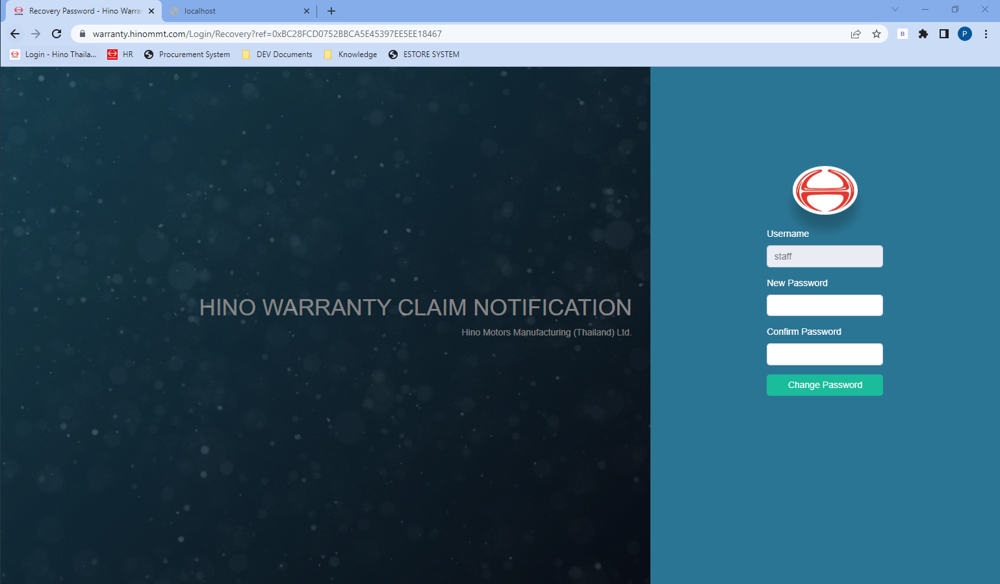 Recovery Password - Hino Warra
localhost
warranty.hinommt.com/Login/Recovery?ref=0xBC28FCD0752BBCA5E45397EE5EE18467
B
P
Login - Hino Thaila...
HR
Procurement System
DEV Documents
Knowledge
ESTORE SYSTEM
HINO WARRANTY CLAIM NOTIFICATION
Hino Motors Manufacturing (Thailand) Ltd.
Username
staff
New Password
Confirm Password
Change Password